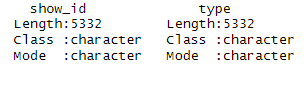 show_id type
Length:5332 Length:5332
Class :character Class :character
Mode :character Mode :character